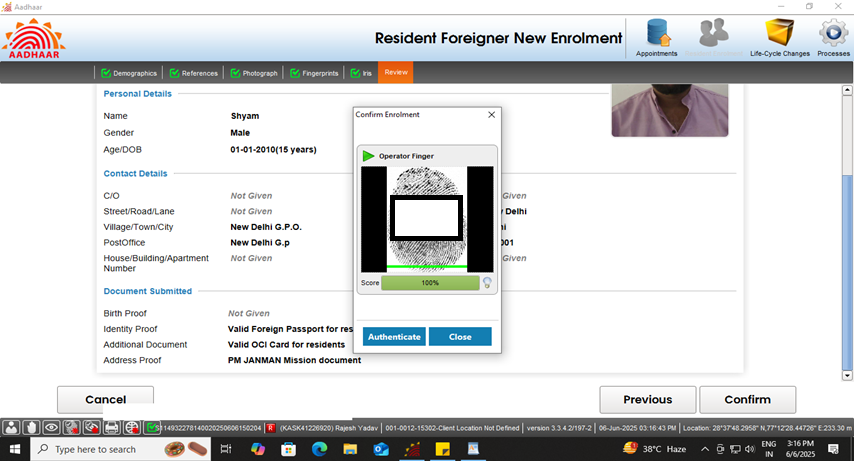 Aadhaar
AADHAAR
Resident Foreigner New Enrolment
Appointments
Life-Cycle Changes
Processes
Demographics
References
Photograph
Fingerprints
Iris
Review
Personal Details
Name Shyam
Gender Male
Age/DOB 01-01-2010(15 years)
Contact Details
C/O Not Given
Street/Road/Lane Not Given
Village/Town/City New Delhi G.P.O.
PostOffice New Delhi G.p
House/Building/Apartment Number Not Given
Given
Delhi
001
Given
Document Submitted
Birth Proof Not Given
Identity Proof Valid Foreign Passport for res
Additional Document Valid OCI Card for residents
Address Proof PM JANMAN Mission document
Confirm Enrolment
Operator Finger
Score 100%
Authenticate
Close
Cancel
Previous
Confirm
(KASK41226920) Rajesh Yadav
001-0012-15302-Client Location Not Defined
version 3.3.4.2/197-2
06-Jun-2025 03:16:43 PM
Location: 28°37'48.2958" N,77°12'28.44726" E:233.30 m
Type here to search
38°C Haze
ENG
IN
3:16 PM
6/6/2025